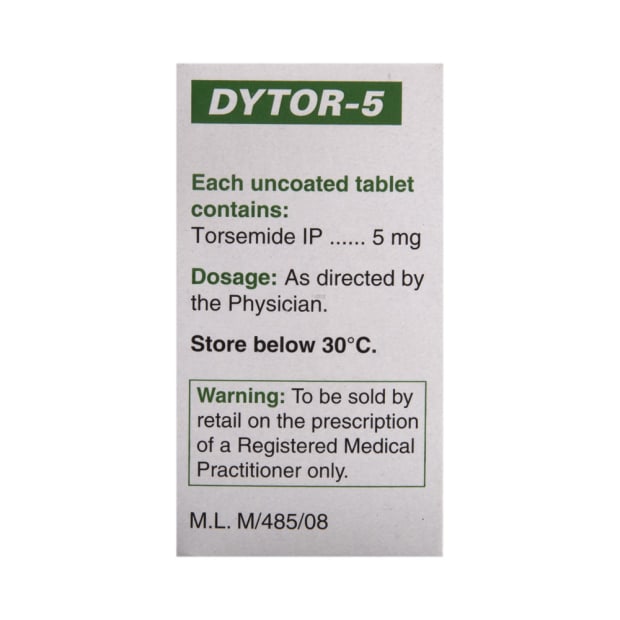 DYTOR-5
Each uncoated tablet
contains:
Torsemide IP ...... 5 mg
Dosage: As directed by
the Physician.
Store below 30°C.
Warning: To be sold by
retail on the prescription
of a Registered Medical
Practitioner only.
M.L. M/485/08